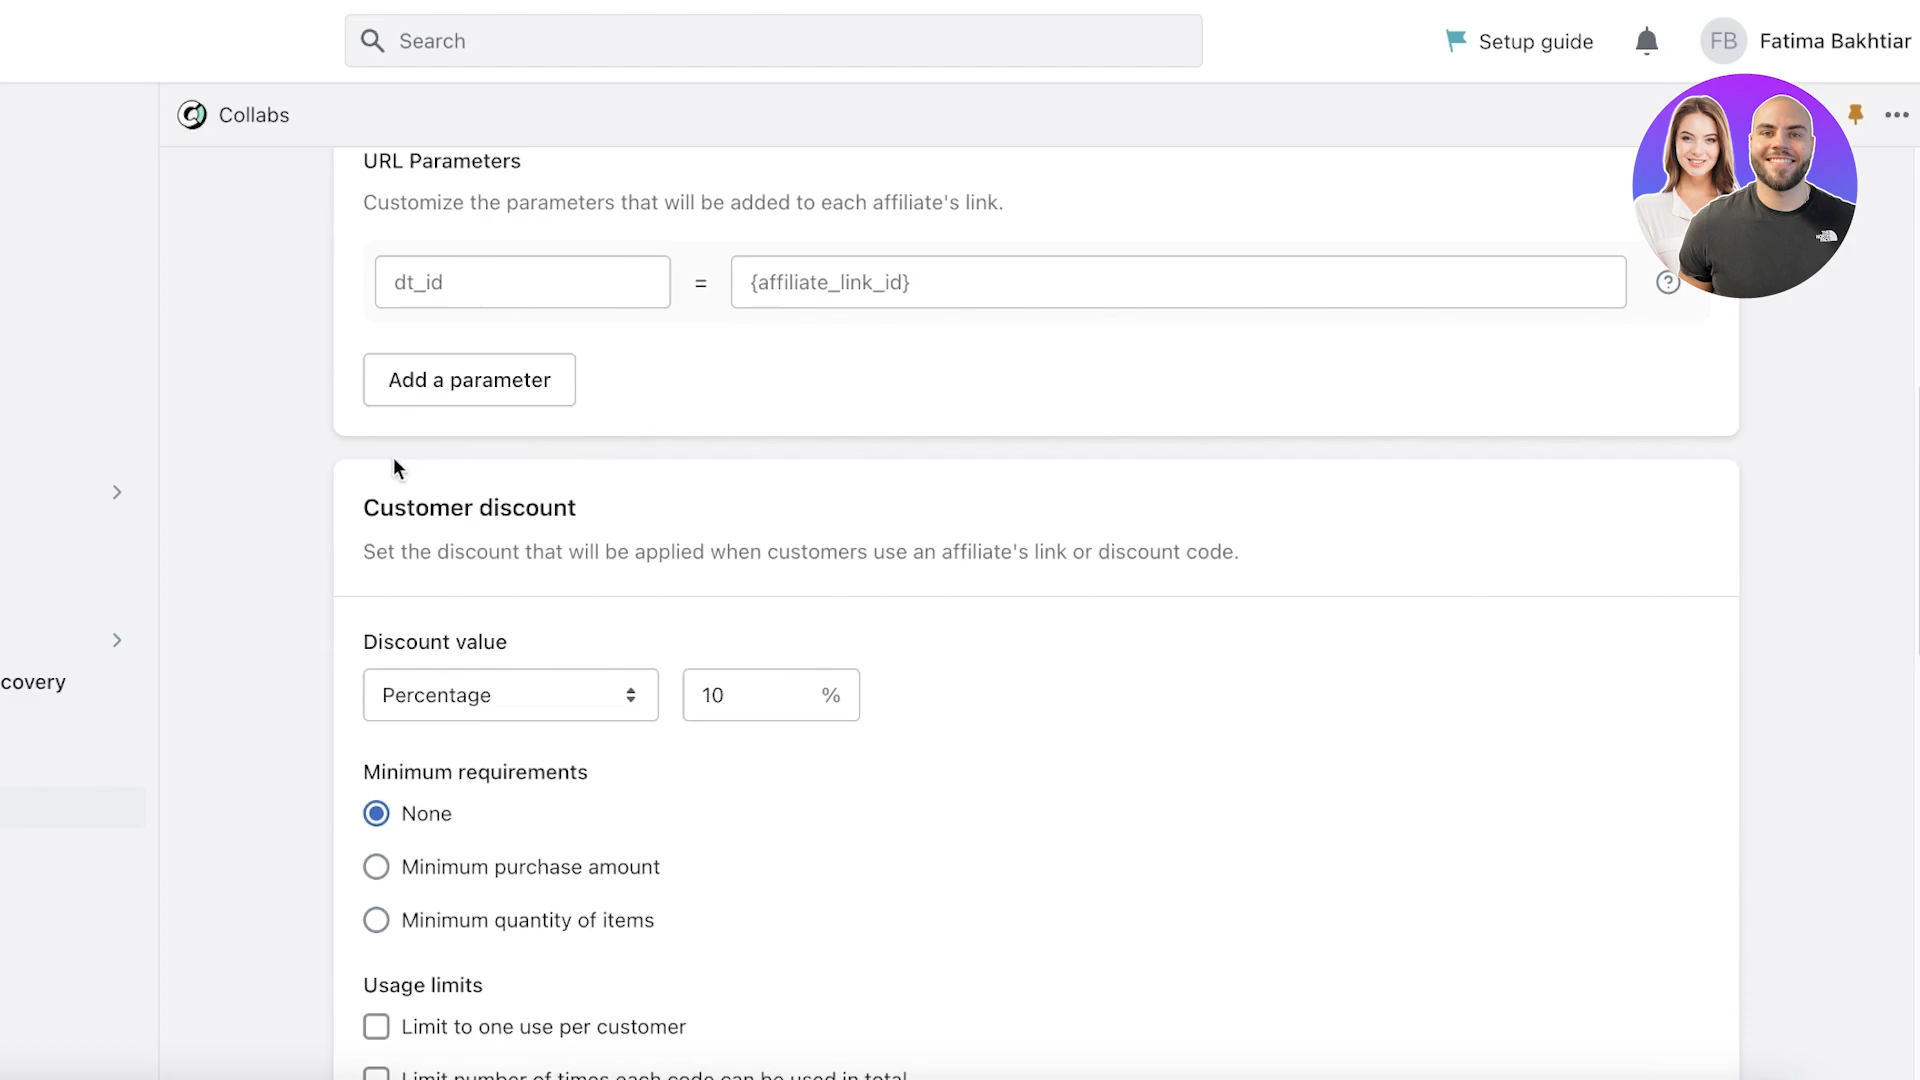 Search
Setup guide
FB
Fatima Bakhtiar
Collabs
URL Parameters
Customize the parameters that will be added to each affiliate's link.
dt_id
=
{affiliate_link_id}
Add a parameter
Customer discount
Set the discount that will be applied when customers use an affiliate's link or discount code.
Discount value
Percentage
10 %
covery
Minimum requirements
None
Minimum purchase amount
Minimum quantity of items
Usage limits
Limit to one use per customer
Limit number of times each code can be used in total